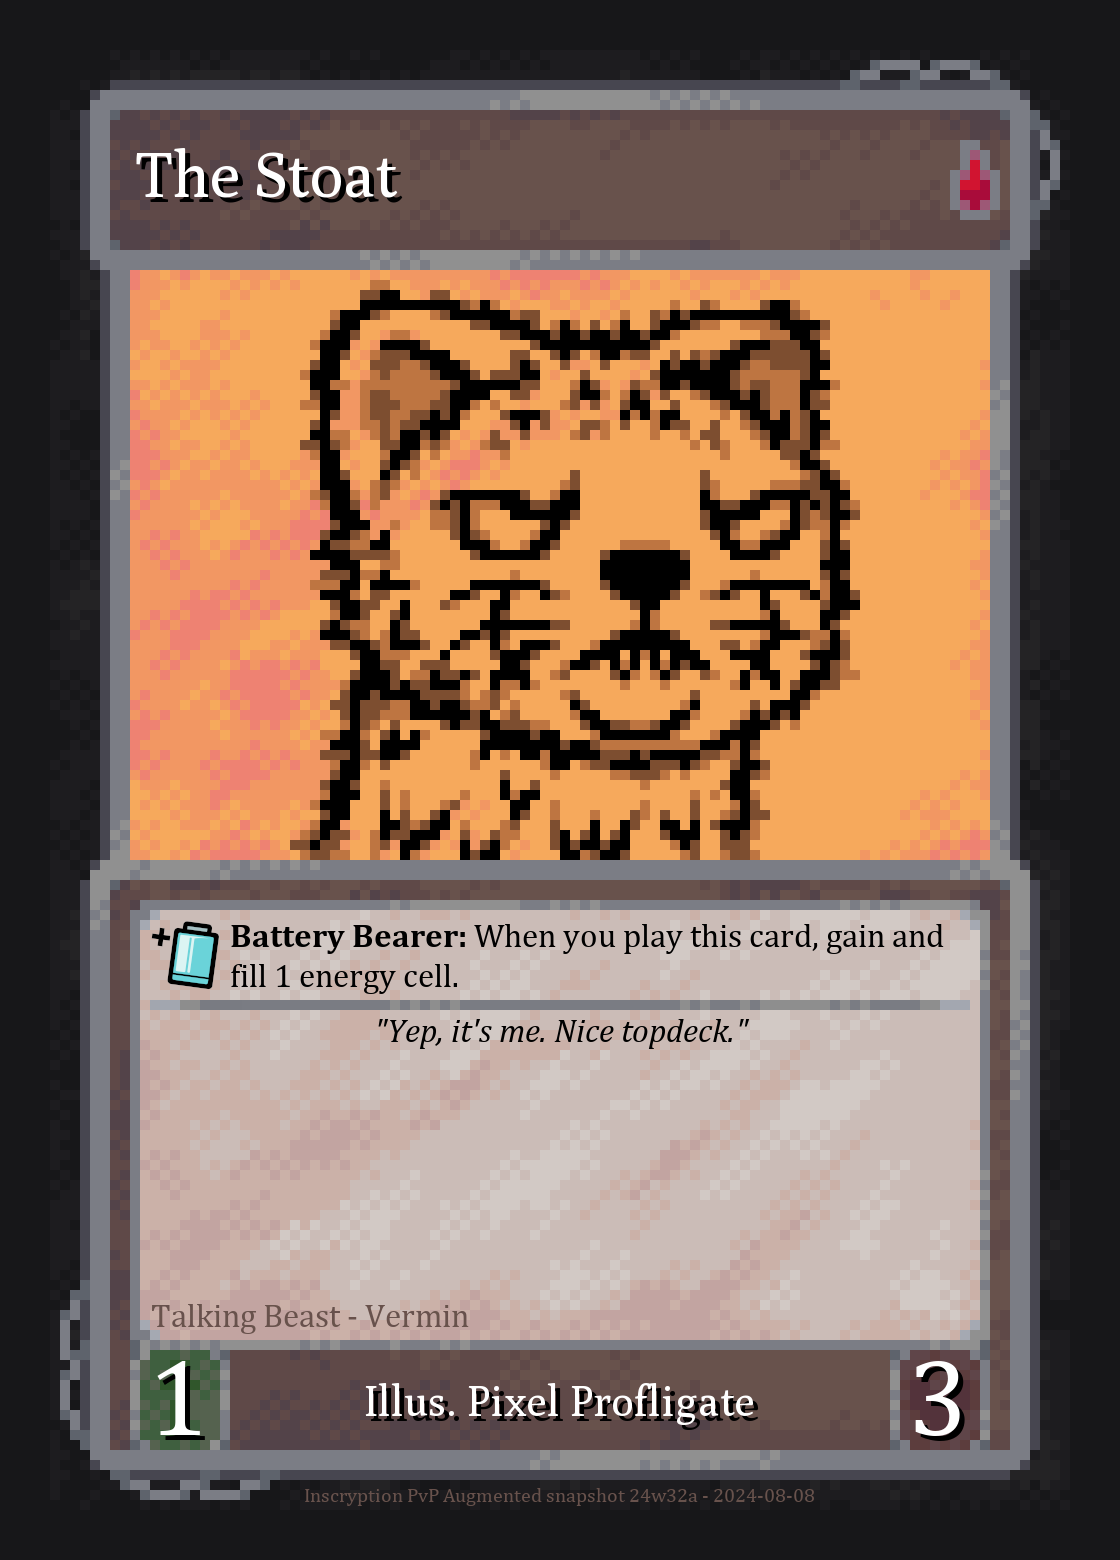 The Stoat
+ Battery Bearer: When you play this card, gain and
fill 1 energy cell.
"Yep, it's me. Nice topdeck."
Talking Beast - Vermin
1 Illus. Pixel Profligate 3
Inscryption PvP Augmented snapshot 24w32a - 2024-08-08